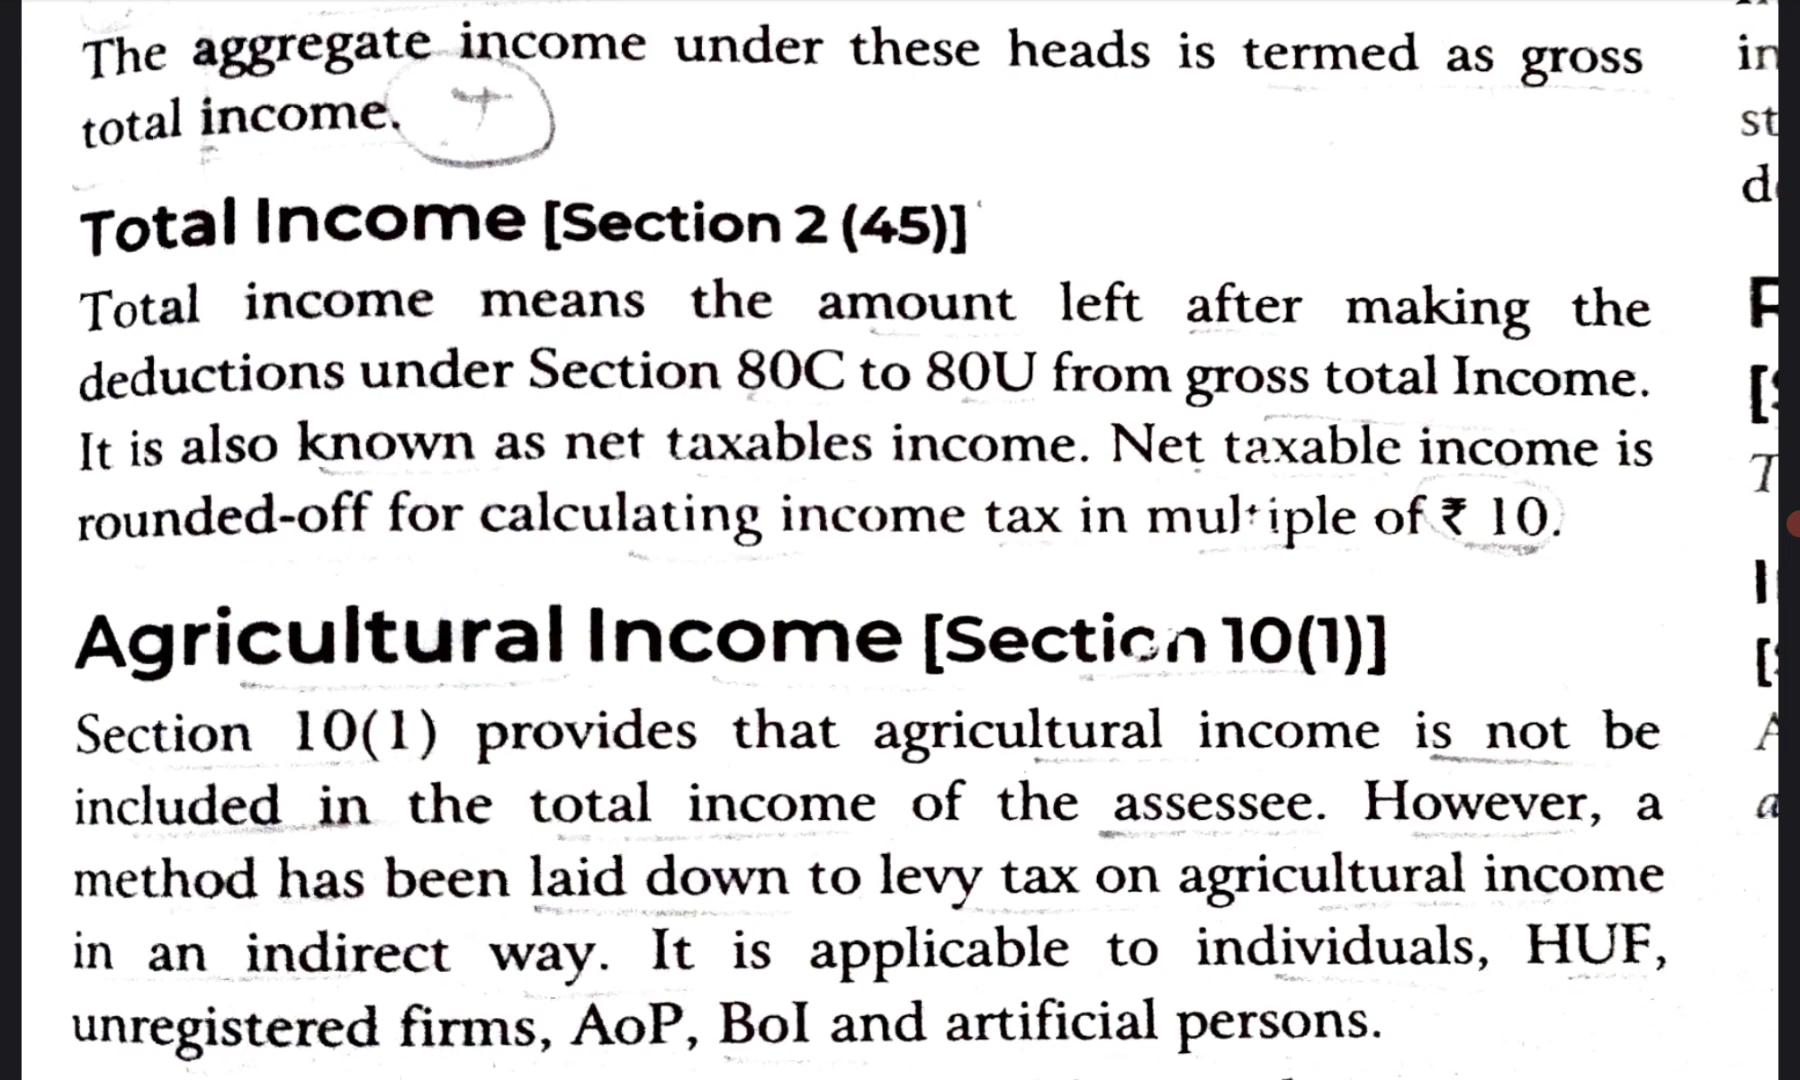 The aggregate income under these heads is termed as gross
total income.
Total Income [Section 2 (45)]
Total income means the amount left after making the
deductions under Section 80C to 80U from gross total Income.
It is also known as net taxables income. Net taxable income is
rounded-off for calculating income tax in multiple of ₹ 10.
Agricultural Income [Section 10(1)]
Section 10(1) provides that agricultural income is not be
included in the total income of the assessee. However, a
method has been laid down to levy tax on agricultural income
in an indirect way. It is applicable to individuals, HUF,
unregistered firms, AoP, BoI and artificial persons.